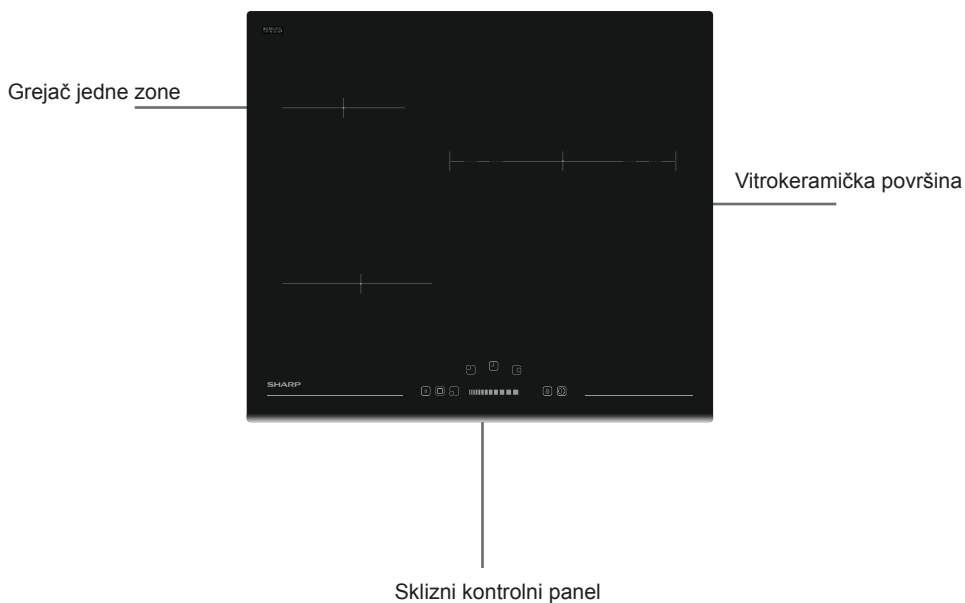 Grejač jedne zone
Vitrokeramička površina
SHARP
Sklizni kontrolni panel